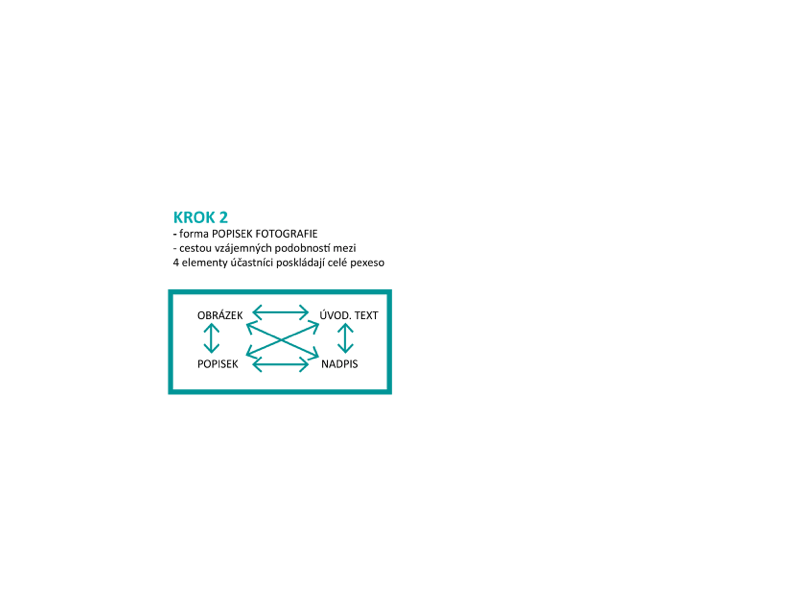 KROK 2
- forma POPISEK FOTOGRAFIE
- cestou vzájemných podobností mezi
4 elementy účastníci poskládají celé pexeso
OBRÁZEK ÚVOD. TEXT
POPISEK NADPIS